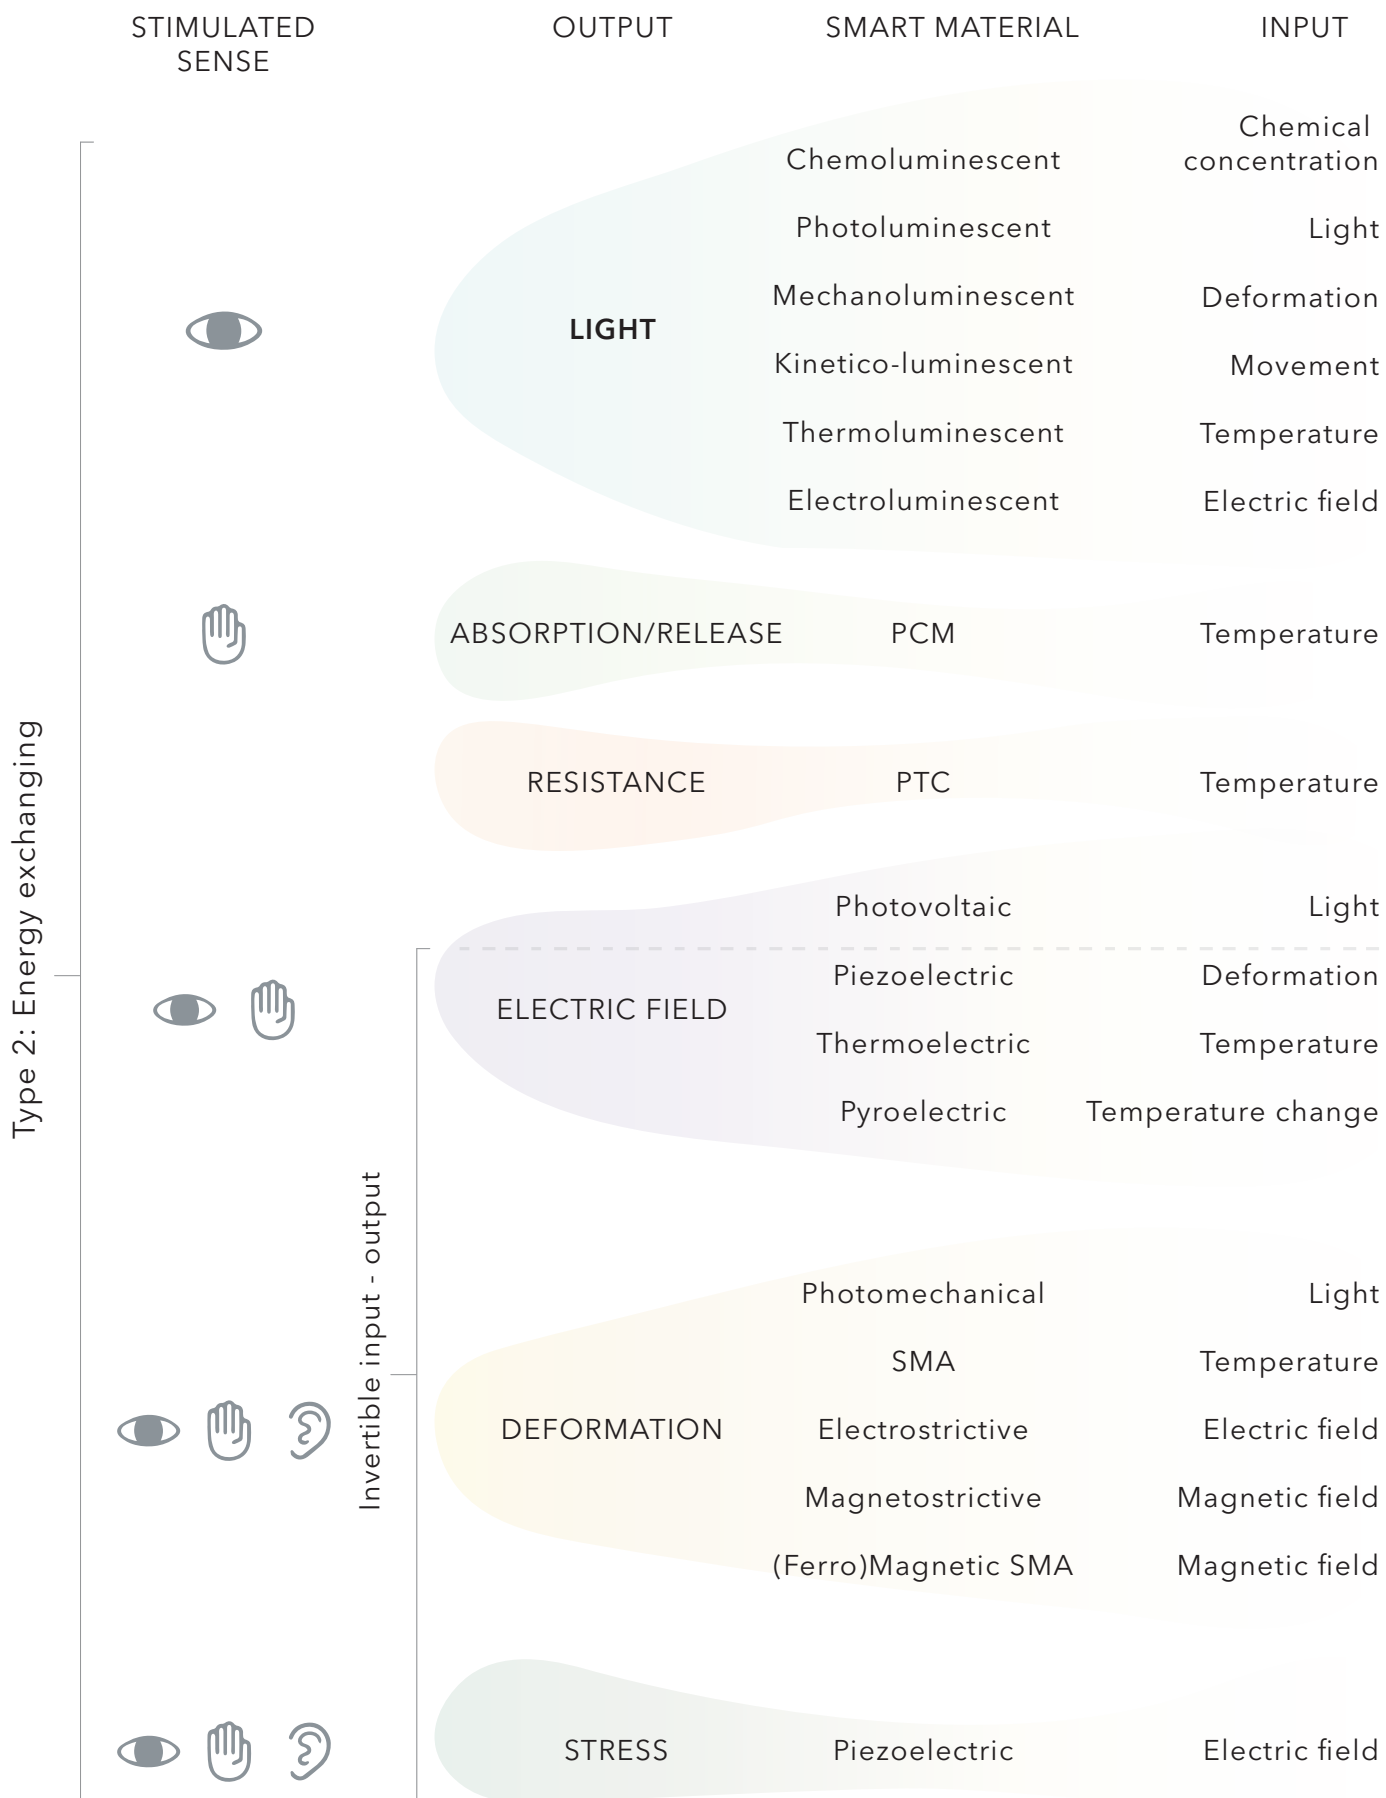 STIMULATED
SENSE
OUTPUT
SMART MATERIAL
INPUT
Type 2: Energy exchanging
LIGHT
Chemoluminescent
Chemical
concentration
Photoluminescent
Light
Mechanoluminescent
Deformation
Kinetico-luminescent
Movement
Thermoluminescent
Temperature
Electroluminescent
Electric field
ABSORPTION/RELEASE
PCM
Temperature
RESISTANCE
PTC
Temperature
Invertible input - output
ELECTRIC FIELD
Photovoltaic
Light
Piezoelectric
Deformation
Thermoelectric
Temperature
Pyroelectric
Temperature change
DEFORMATION
Photomechanical
Light
SMA
Temperature
Electrostrictive
Electric field
Magnetostrictive
Magnetic field
(Ferro)Magnetic SMA
Magnetic field
STRESS
Piezoelectric
Electric field